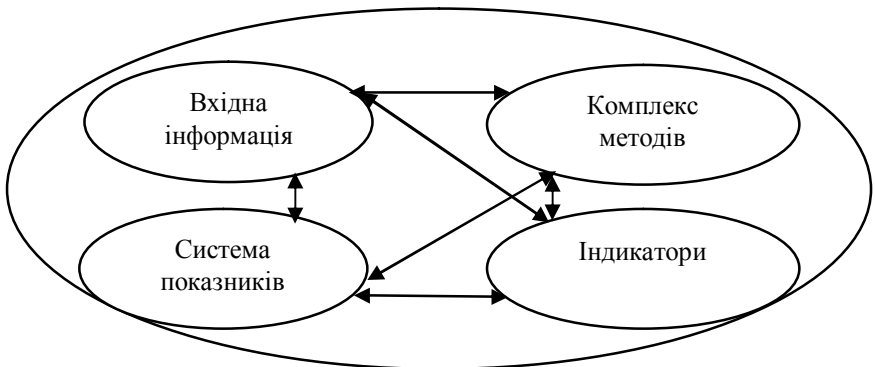 Вхідна
інформація
Комплекс
методів
Система
показників
Індикатори